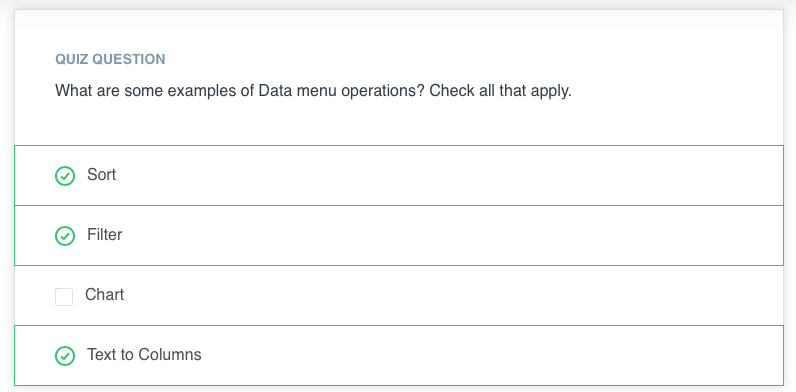 QUIZ QUESTION
What are some examples of Data menu operations? Check all that apply.
Sort
Filter
Chart
Text to Columns